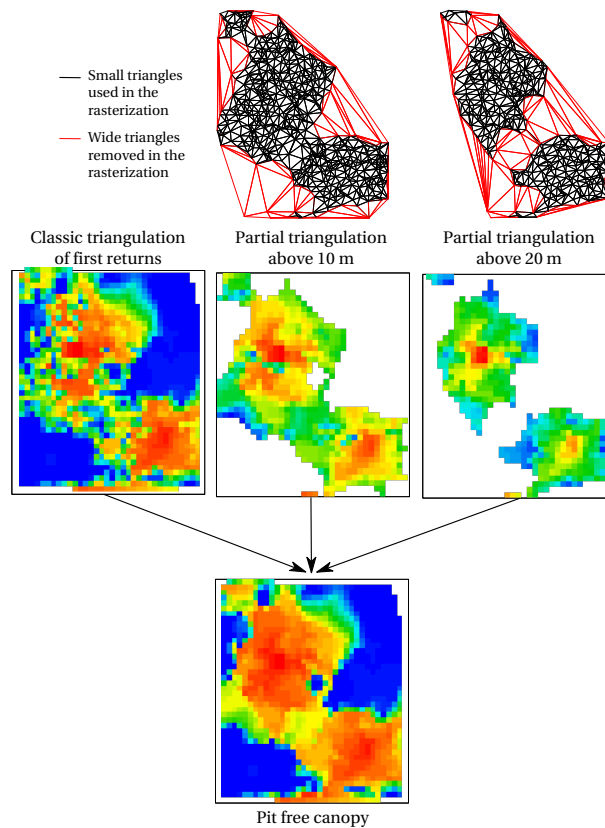 Small triangles
used in the
rasterization
Wide triangles
removed in the
rasterization
Classic triangulation
of first returns
Partial triangulation
above 10 m
Partial triangulation
above 20 m
Pit free canopy